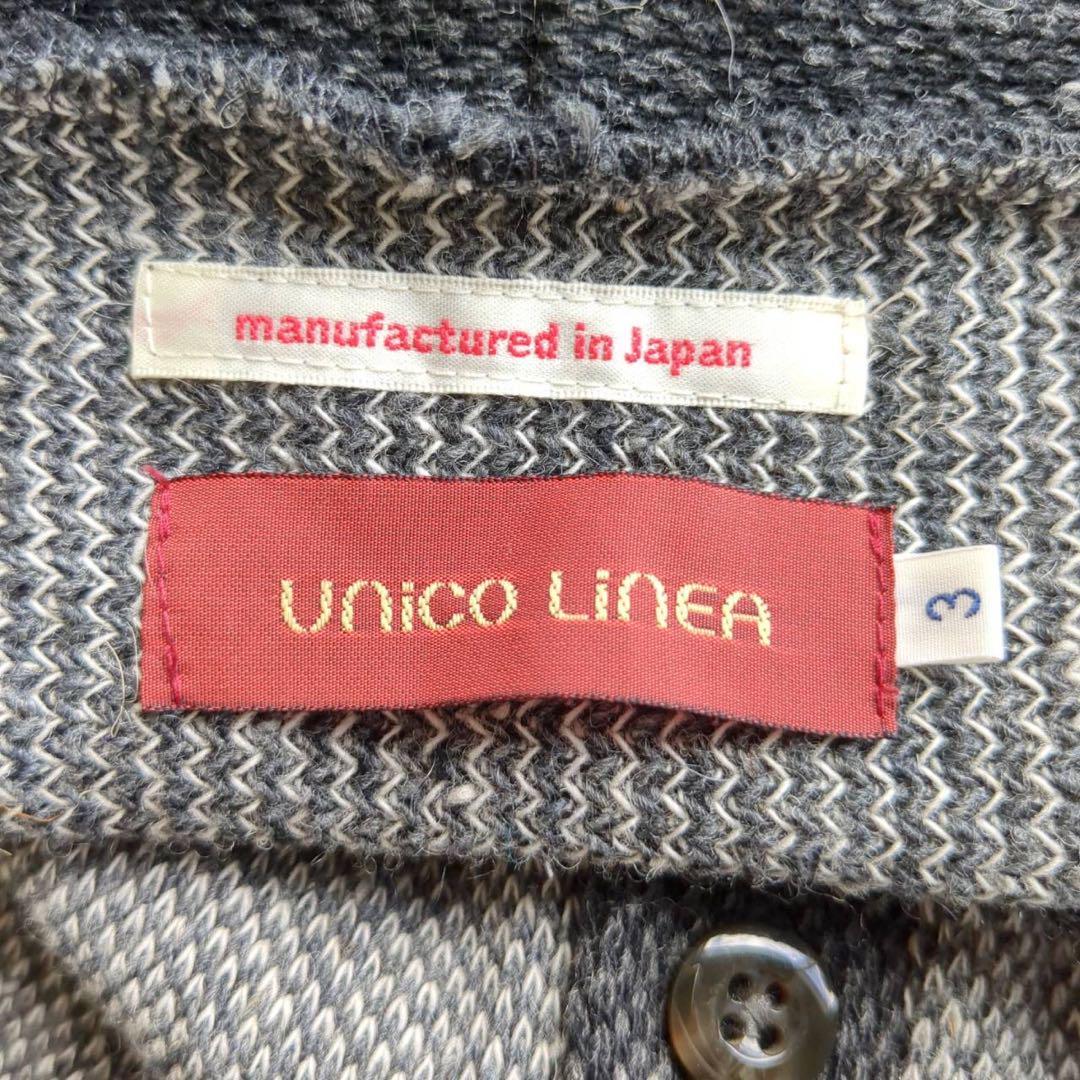 manufactured in Japan
UNiCO LiNEA
3